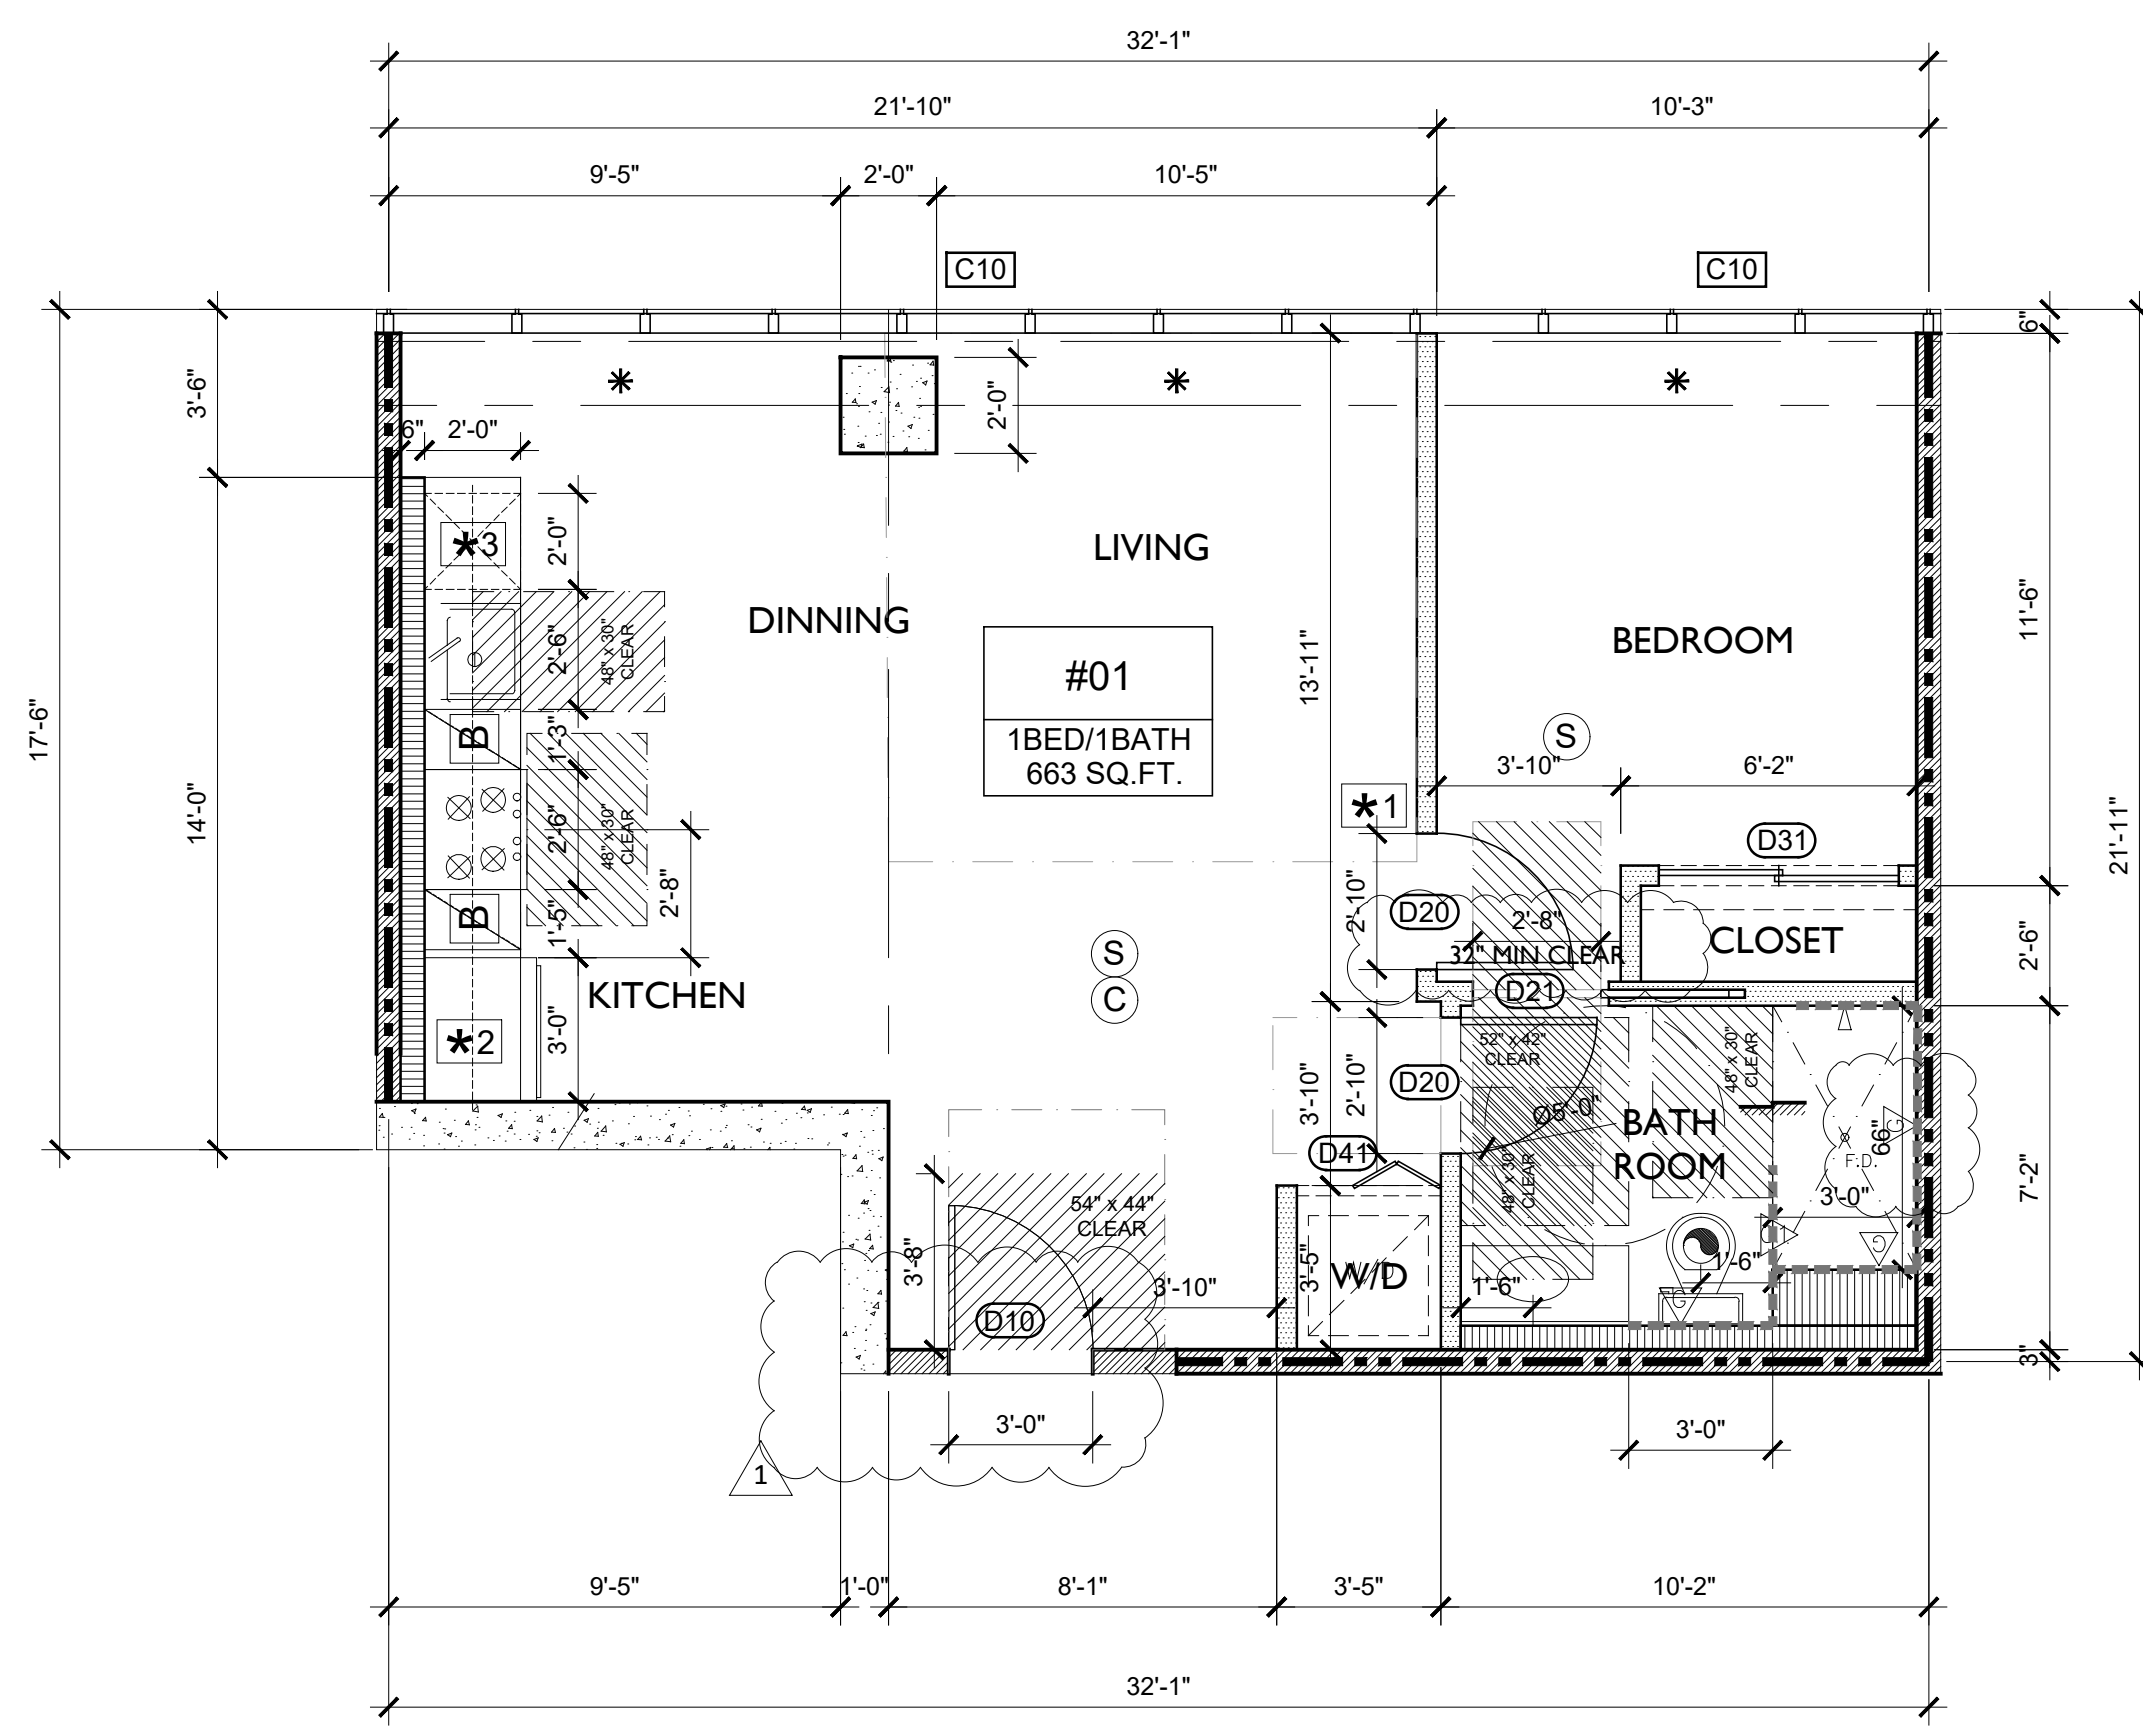 32'-1"
21'-10"
10'-3"
9'-5"
2'-0"
10'-5"
C10
C10
6"
3'-6"
2'-0"
6"
2'-0"
*3
2'-0"
LIVING
DINNING
BEDROOM
11'-6"
2'-6"
48" x 30"
CLEAR
#01
1BED/1BATH
663 SQ.FT.
13'-11"
17'-6"
B
1'-3"
S
3'-10"
6'-2"
14'-0"
*1
D31
21'-11"
2'-6"
48" x 30"
CLEAR
2'-8"
B
1'-5"
2'-10"
D20
2'-8"
32" MIN CLEAR
CLOSET
2'-6"
S
C
KITCHEN
D21
*2
3'-0"
52" x 42"
CLEAR
48" x 30"
CLEAR
3'-10"
2'-10"
D20
Ø5'-0"
BATH
ROOM
66"
G
F.D.
D41
48" x 30"
CLEAR
7'-2"
3'-0"
54" x 44"
CLEAR
3'-8"
3'-10"
3'-5"
W/D
1'-6"
1'-6"
G
G
G
D10
3"
3'-0"
3'-0"
1
9'-5"
1'-0"
8'-1"
3'-5"
10'-2"
32'-1"